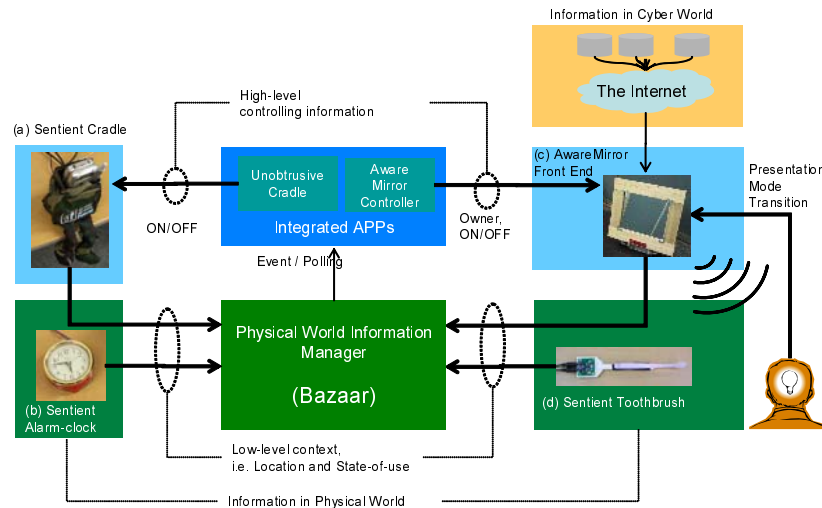 Information in Cyber World
The Internet
High-level
controlling information
(a) Sentient Cradle
Unobtrusive
Cradle
Aware
Mirror
Controller
Integrated APPs
ON/OFF
Owner,
ON/OFF
(c) AwareMirror
Front End
Presentation
Mode
Transition
Event / Polling
Physical World Information
Manager
(Bazaar)
(b) Sentient
Alarm-clock
(d) Sentient Toothbrush
Low-level context,
i.e. Location and State-of-use
Information in Physical World